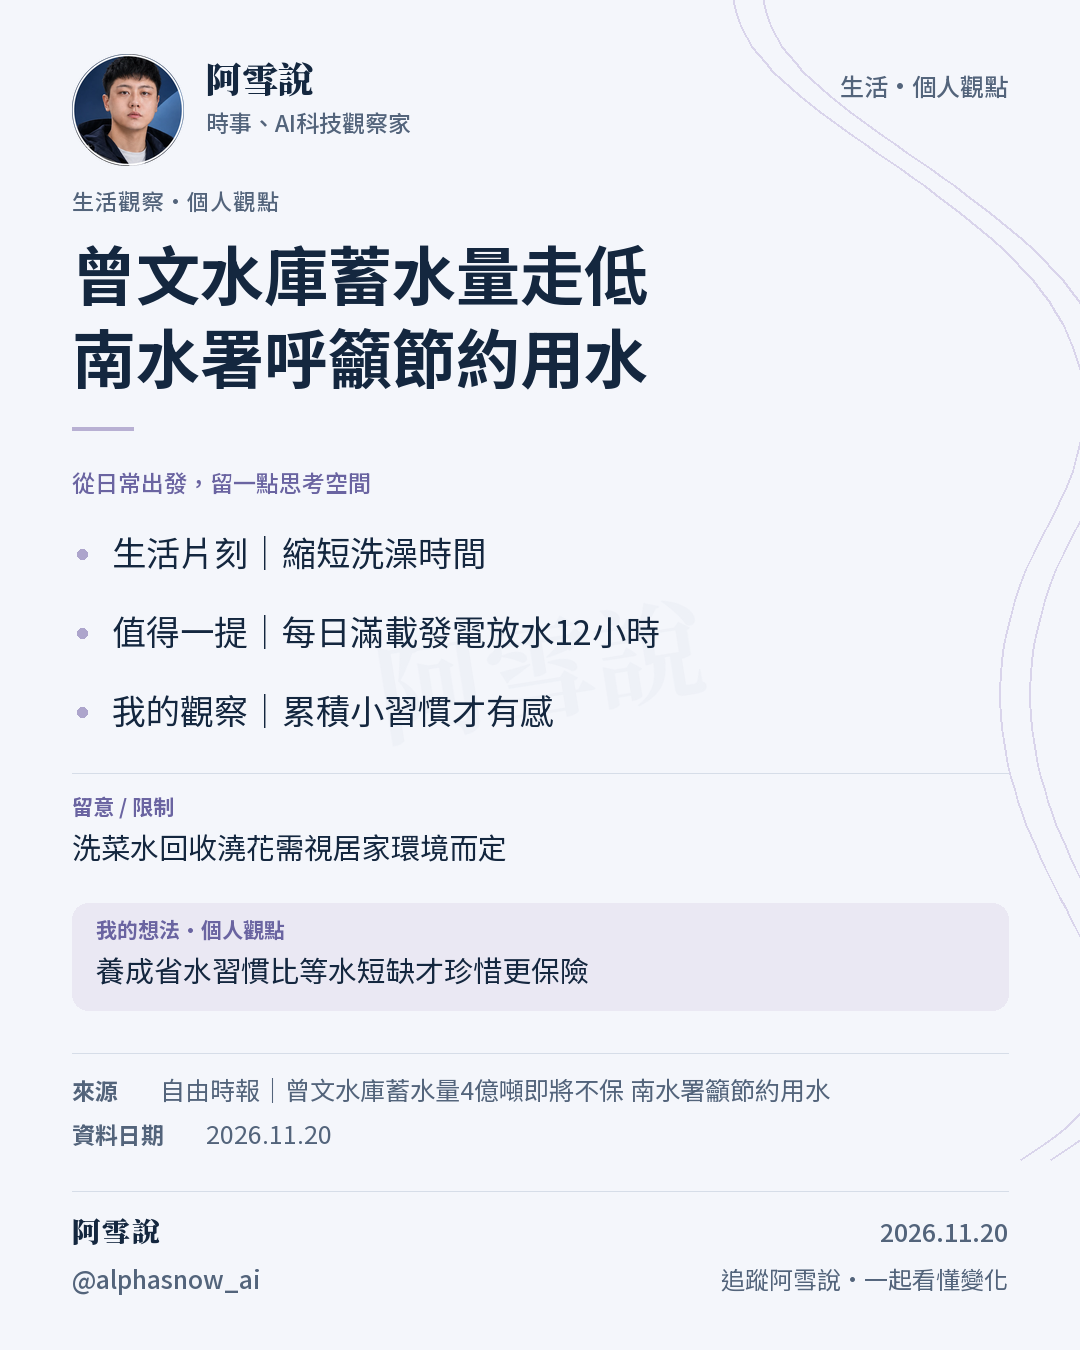 阿雪說
時事、AI科技觀察家
生活・個人觀點
生活觀察・個人觀點
曾文水庫蓄水量走低
南水署呼籲節約用水
從日常出發，留一點思考空間
生活片刻｜縮短洗澡時間
值得一提｜每日滿載發電放水12小時
我的觀察｜累積小習慣才有感
阿雪說
留意 / 限制
洗菜水回收澆花需視居家環境而定
我的想法・個人觀點
養成省水習慣比等水短缺才珍惜更保險
來源 自由時報｜曾文水庫蓄水量4億噸即將不保 南水署籲節約用水
資料日期 2026.11.20
阿雪說
2026.11.20
@alphasnow_ai
追蹤阿雪說・一起看懂變化